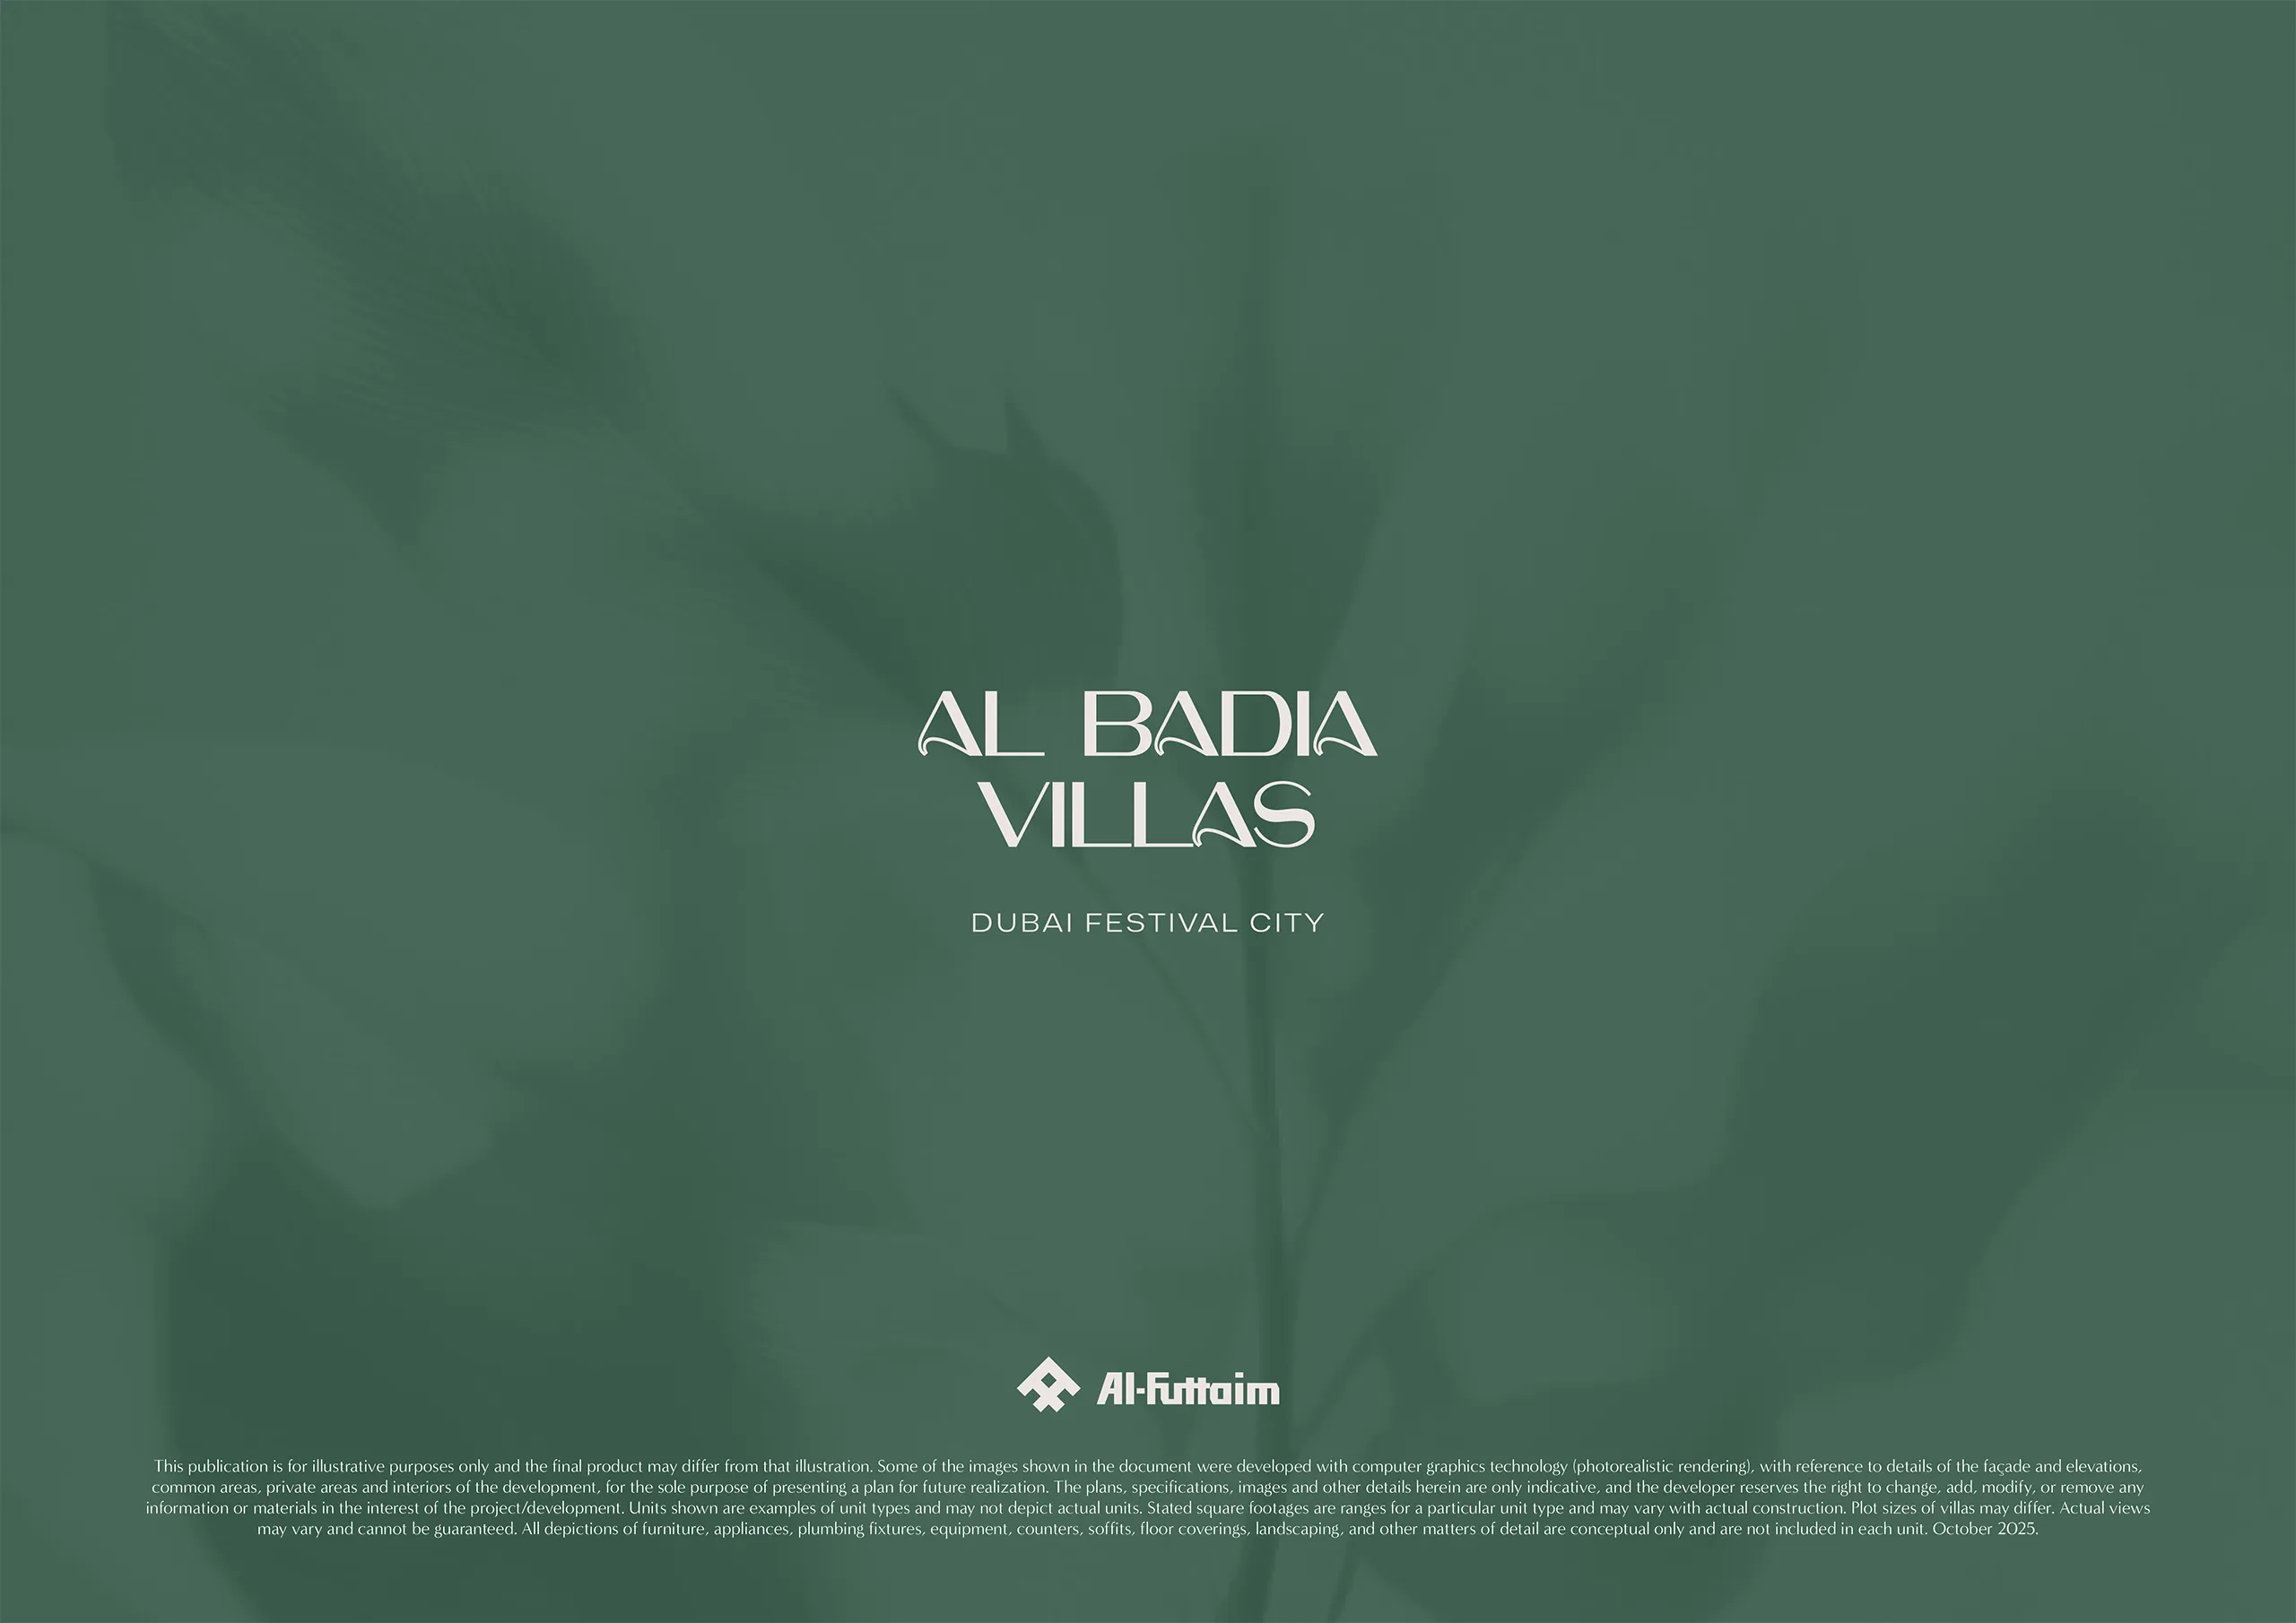 AL BADIA
VILLAS
DUBAI FESTIVAL CITY
Al-Futtaim
This publication is for illustrative purposes only and the final product may differ from that illustration. Some of the images shown in the document were developed with computer graphics technology (photorealistic rendering), with reference to details of the façade and elevations,
common areas, private areas and interiors of the development, for the sole purpose of presenting a plan for future realization. The plans, specifications, images and other details herein are only indicative, and the developer reserves the right to change, add, modify, or remove any
information or materials in the interest of the project/development. Units shown are examples of unit types and may not depict actual units. Stated square footages are ranges for a particular unit type and may vary with actual construction. Plot sizes of villas may differ. Actual views
may vary and cannot be guaranteed. All depictions of furniture, appliances, plumbing fixtures, equipment, counters, soffits, floor coverings, landscaping, and other matters of detail are conceptual only and are not included in each unit. October 2025.